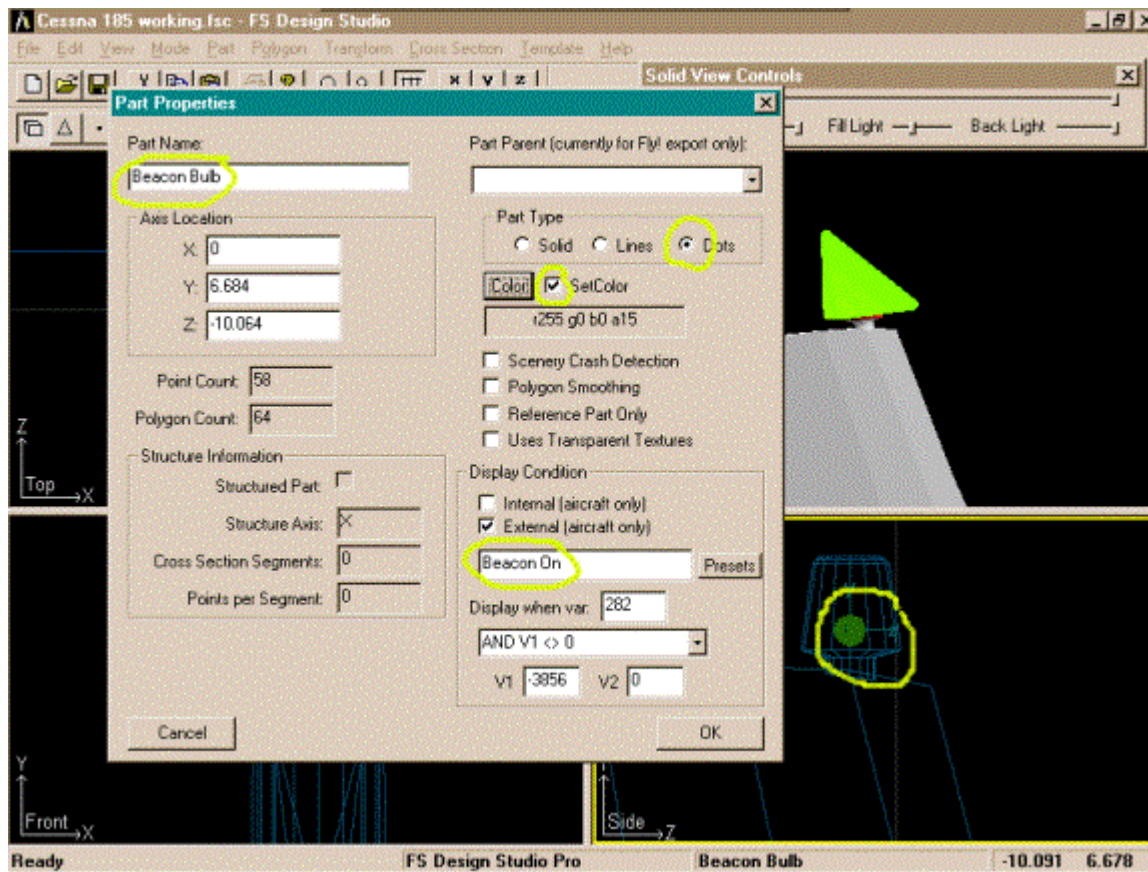 Cessna 185 working.fsc - FS Design Studio
File Edit View Mode Part Polygon Transform Cross Section Template Help
Solid View Controls
Part Properties
Fill Light
Back Light
Part Name:
Part Parent (currently for Fly! export only):
Beacon Bulb
Axis Location
Part Type
Solid Lines Dots
X: 0
Y: 6.684
Color SetColor
Z: -10.064
r255 g0 b0 a15
Scenery Crash Detection
Point Count: 58
Polygon Smoothing
Polygon Count: 64
Reference Part Only
Uses Transparent Textures
Structure Information
Display Condition
Structured Part:
Internal (aircraft only)
Structure Axis: X
External (aircraft only)
Cross Section Segments: 0
Beacon On Presets
Points per Segment: 0
Display when var: 282
AND V1 <> 0
V1 -3856 V2 0
Cancel OK
Z
Top X
Y
Front X
Side Z
Ready FS Design Studio Pro Beacon Bulb -10.091 6.678